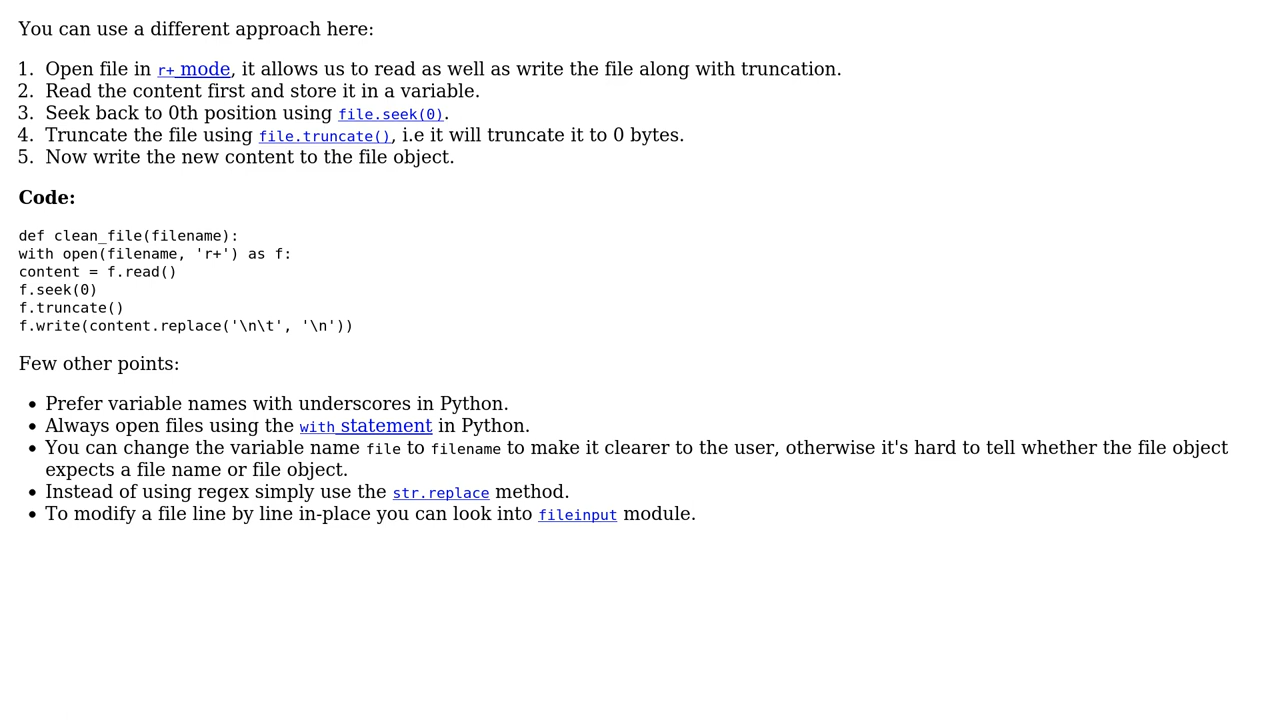 You can use a different approach here:
1. Open file in r+ mode, it allows us to read as well as write the file along with truncation.
2. Read the content first and store it in a variable.
3. Seek back to 0th position using file.seek(0).
4. Truncate the file using file.truncate(), i.e it will truncate it to 0 bytes.
5. Now write the new content to the file object.
Code:
def clean_file(filename):
with open(filename, 'r+') as f:
content = f.read()
f.seek(0)
f.truncate()
f.write(content.replace('\n\t', '\n'))
Few other points:
• Prefer variable names with underscores in Python.
• Always open files using the with statement in Python.
• You can change the variable name file to filename to make it clearer to the user, otherwise it's hard to tell whether the file object
expects a file name or file object.
• Instead of using regex simply use the str.replace method.
• To modify a file line by line in-place you can look into fileinput module.